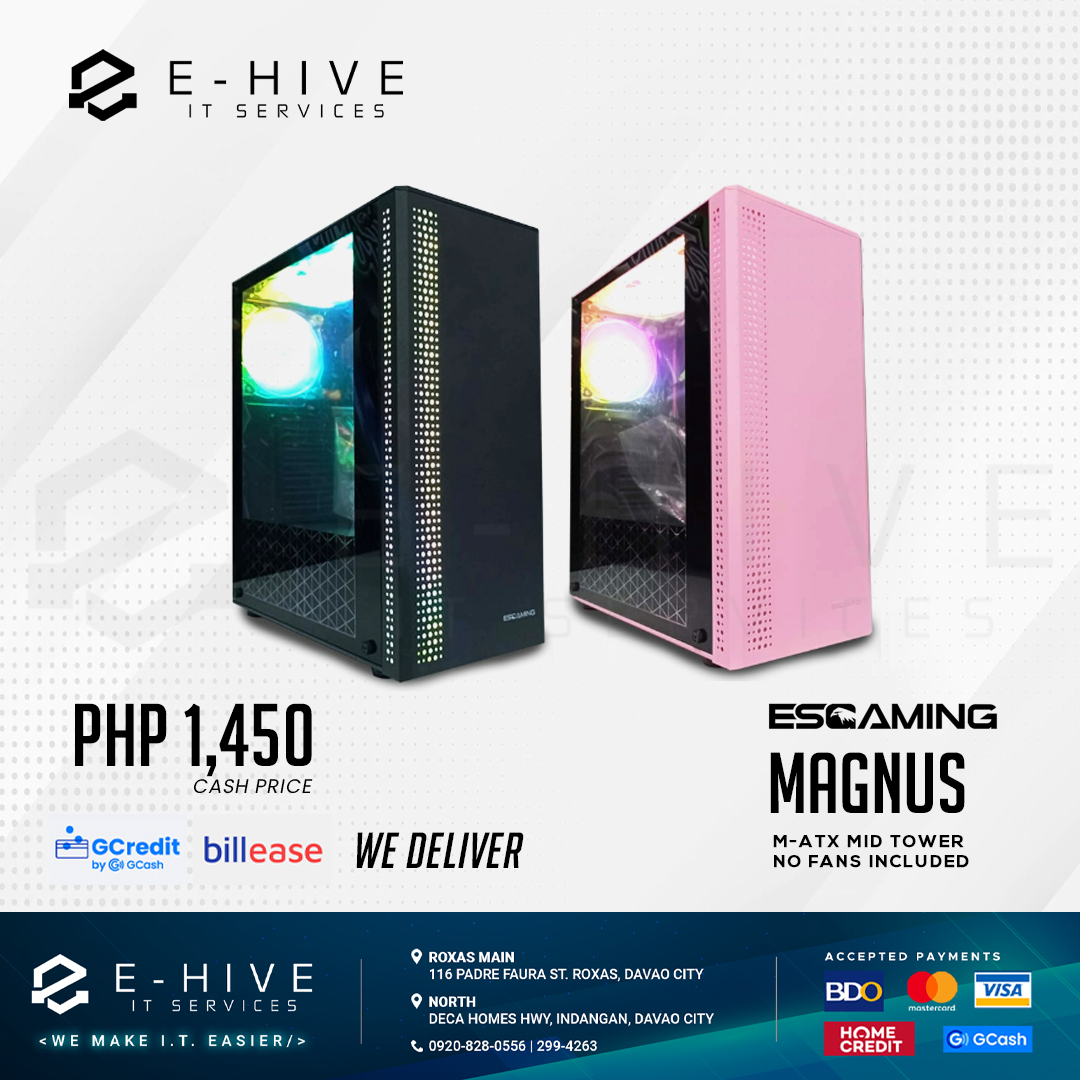 E-HIVE
IT SERVICES
E-HIVE
IT SERVICES
ESGAMING
PHP 1,450
CASH PRICE
GCredit
by GCash
billease
WE DELIVER
ESGAMING
MAGNUS
M-ATX MID TOWER
NO FANS INCLUDED
E-HIVE
IT SERVICES
<WE MAKE I.T. EASIER/>
ROXAS MAIN
116 PADRE FAURA ST. ROXAS, DAVAO CITY
NORTH
DECA HOMES HWY, INDANGAN, DAVAO CITY
0920-828-0556 | 299-4263
ACCEPTED PAYMENTS
BDO
mastercard
VISA
HOME
CREDIT
GCash